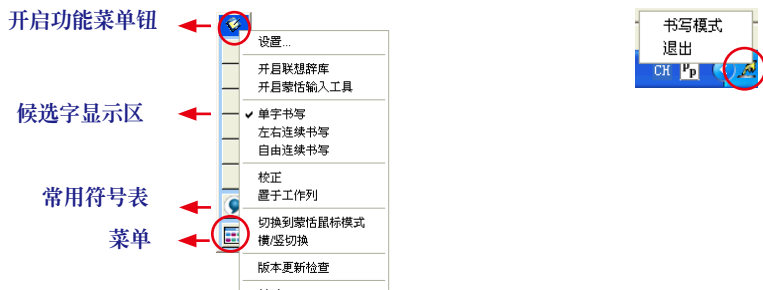 开启功能菜单钮
候选字显示区
常用符号表
菜单
设置...
开启联想辞库
开启蒙恬输入工具
单字书写
左右连续书写
自由连续书写
校正
置于工作列
切换到蒙恬鼠标模式
横/竖切换
版本更新检查
书写模式
退出
CH